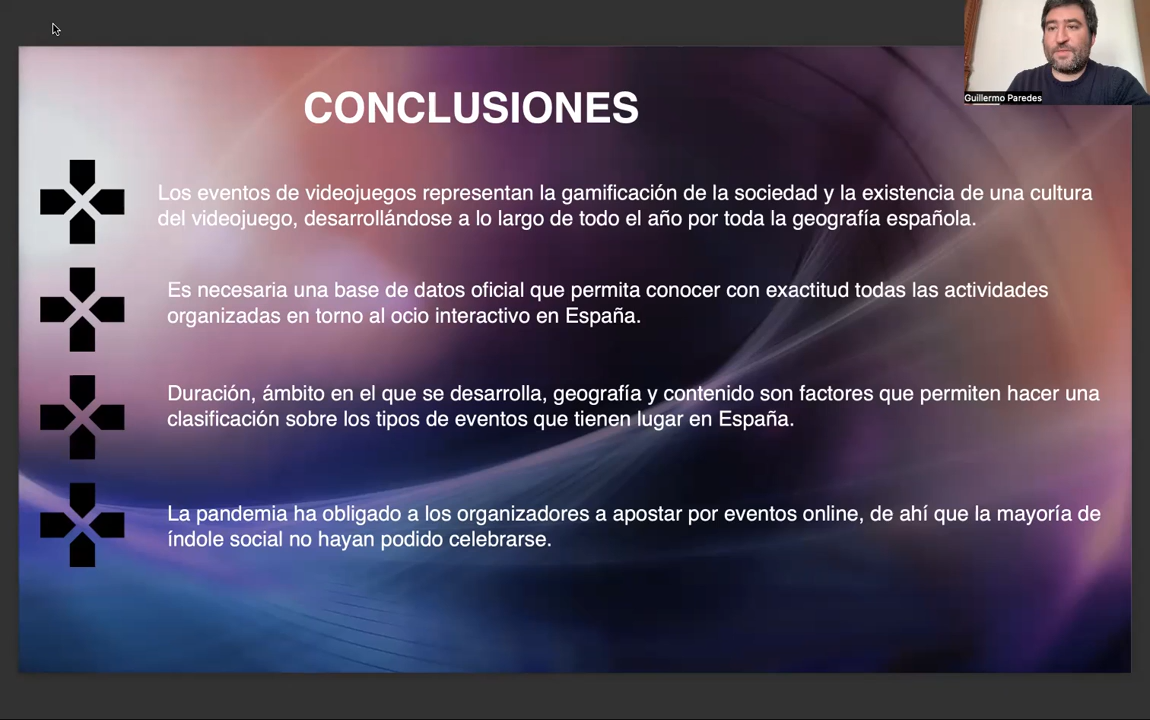 Guillermo Paredes
CONCLUSIONES
Los eventos de videojuegos representan la gamificación de la sociedad y la existencia de una cultura
del videojuego, desarrollándose a lo largo de todo el año por toda la geografía española.
Es necesaria una base de datos oficial que permita conocer con exactitud todas las actividades
organizadas en torno al ocio interactivo en España.
Duración, ámbito en el que se desarrolla, geografía y contenido son factores que permiten hacer una
clasificación sobre los tipos de eventos que tienen lugar en España.
La pandemia ha obligado a los organizadores a apostar por eventos online, de ahí que la mayoría de
índole social no hayan podido celebrarse.